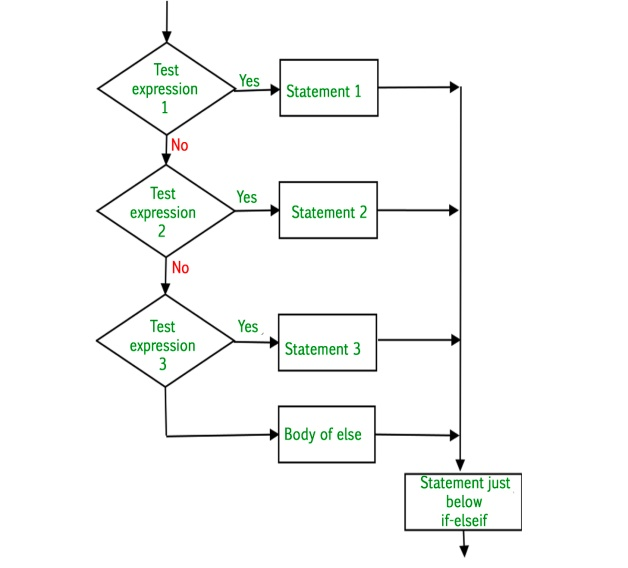 Test
expression
1
Yes
Statement 1
No
Test
expression
2
Yes
Statement 2
No
Test
expression
3
Yes
Statement 3
Body of else
Statement just
below
if-elseif